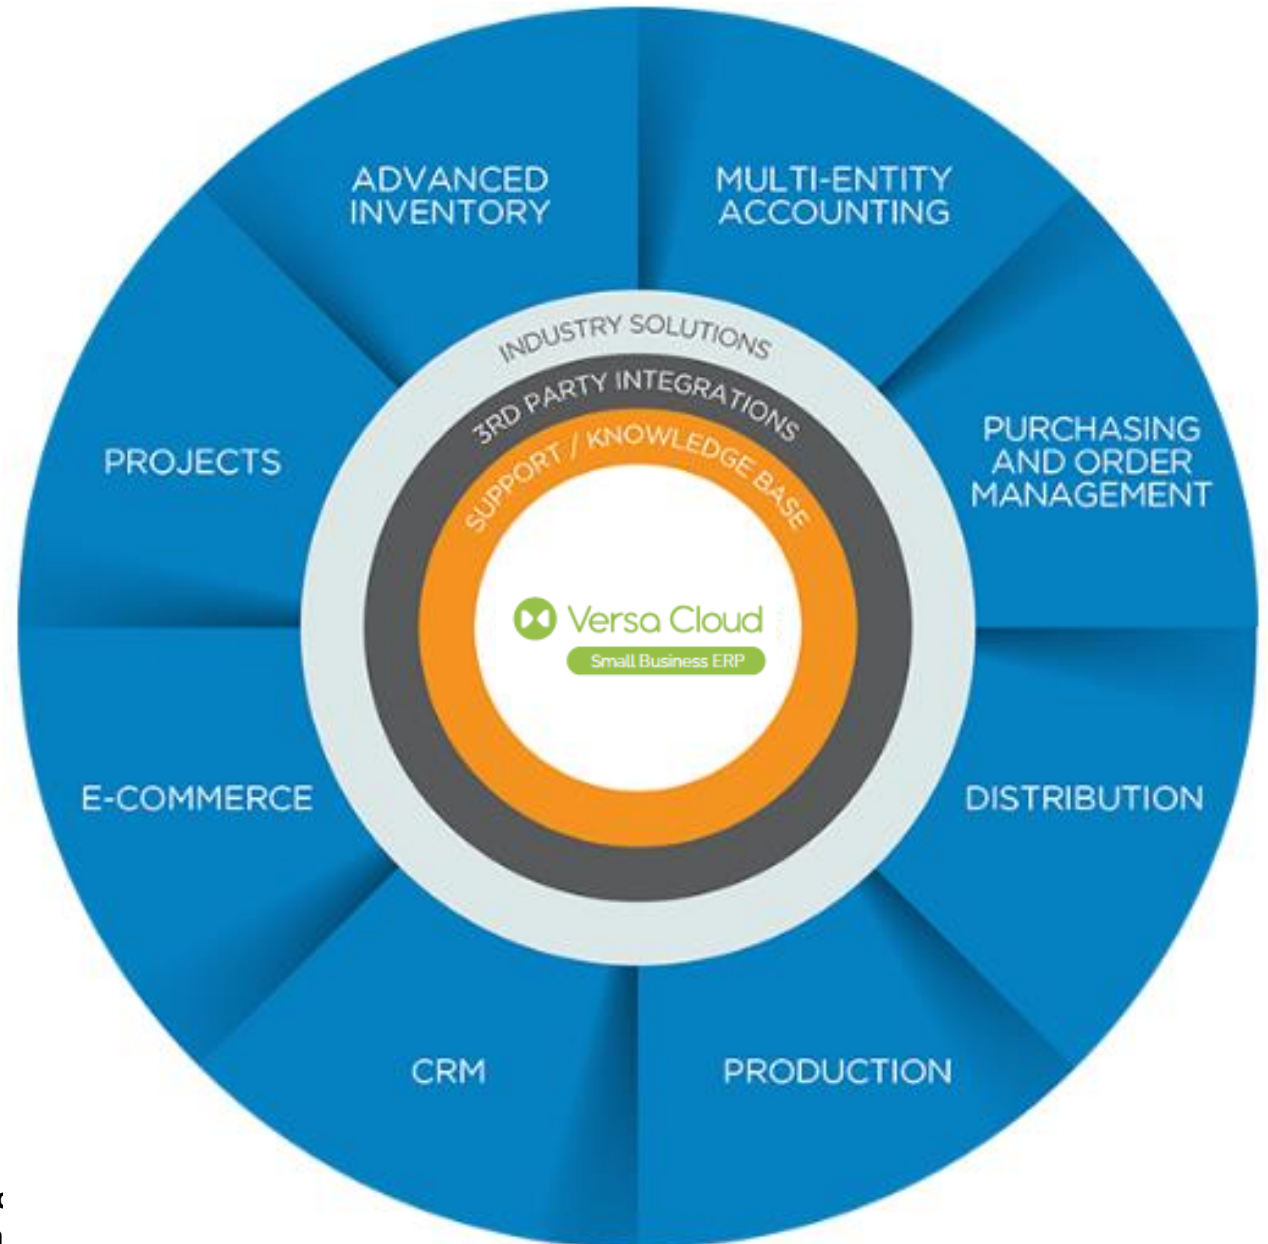 ADVANCED
INVENTORY
MULTI-ENTITY
ACCOUNTING
PURCHASING
AND ORDER
MANAGEMENT
DISTRIBUTION
PRODUCTION
CRM
E-COMMERCE
PROJECTS
INDUSTRY SOLUTIONS
3RD PARTY INTEGRATIONS
SUPPORT / KNOWLEDGE BASE
Versa Cloud
Small Business ERP